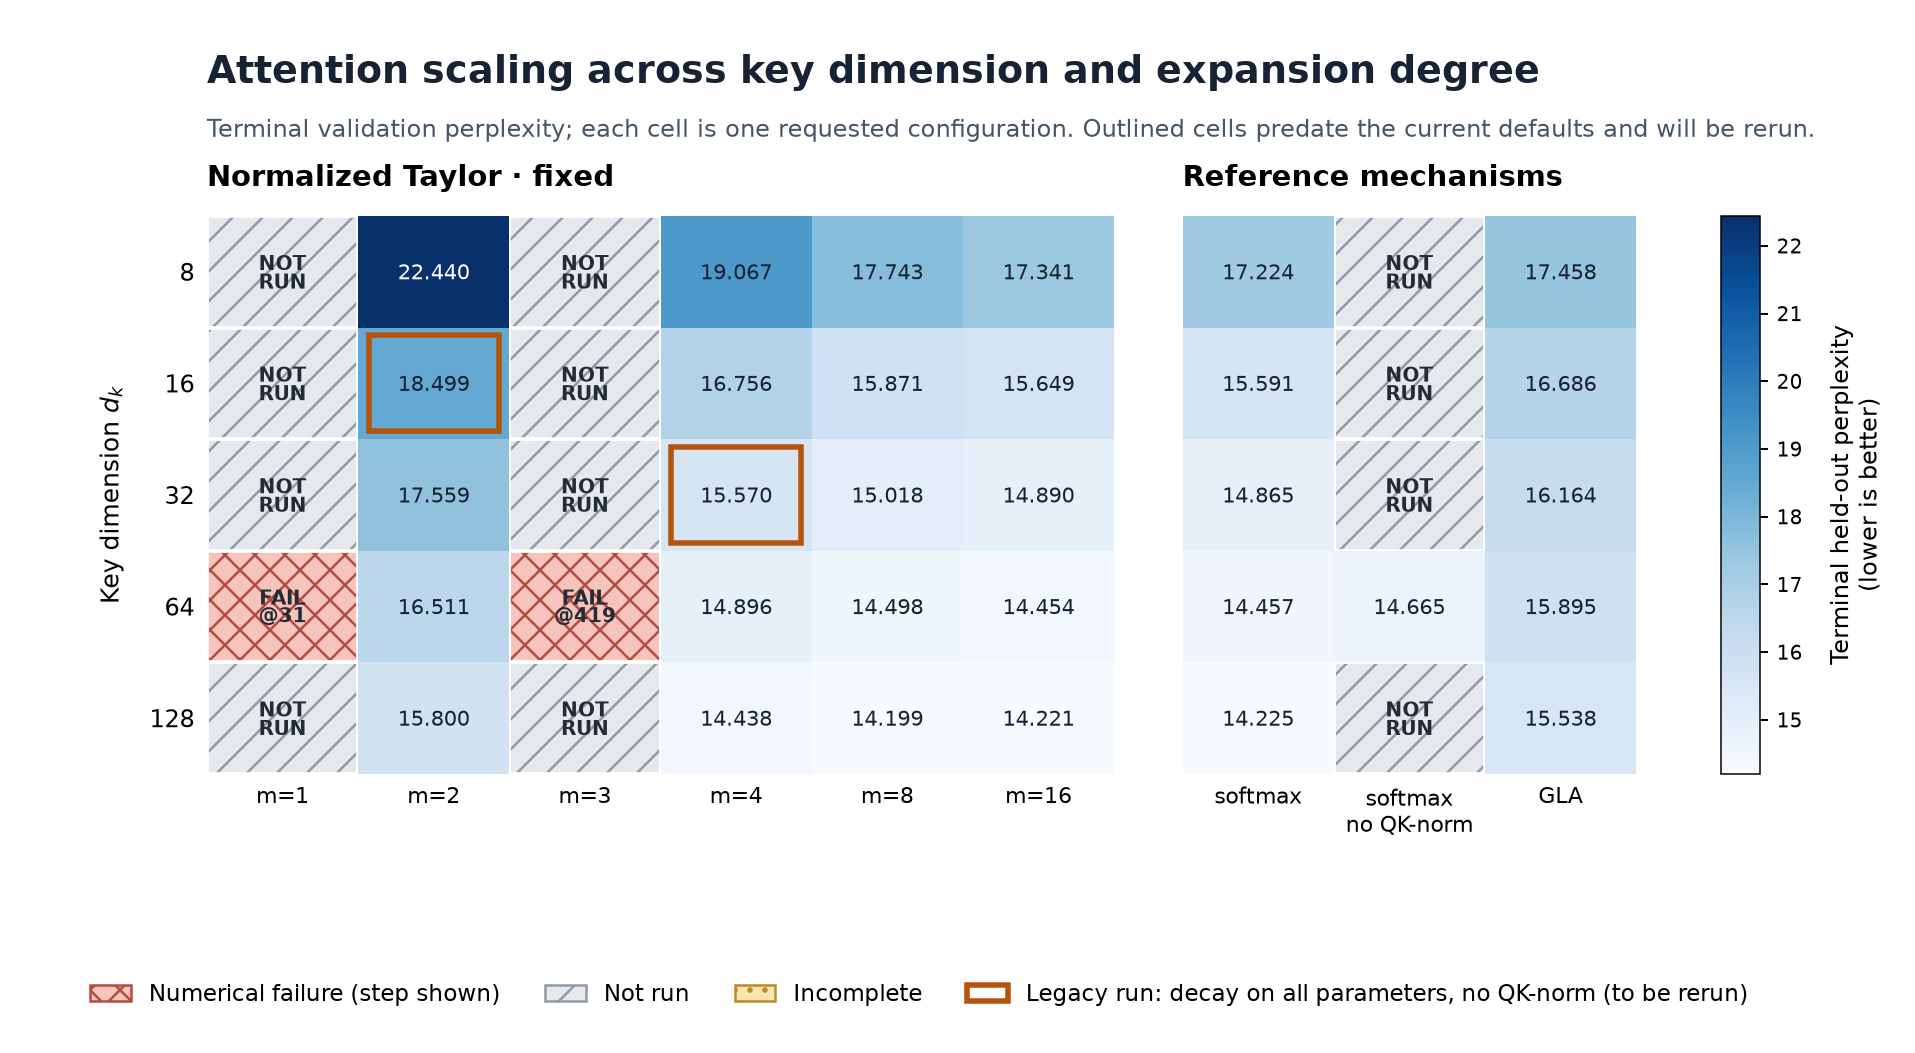 Attention scaling across key dimension and expansion degree
Terminal validation perplexity; each cell is one requested configuration. Outlined cells predate the current defaults and will be rerun.
Normalized Taylor · fixed
Reference mechanisms
Key dimension dₖ
8
NOT
RUN
22.440
NOT
RUN
19.067
17.743
17.341
17.224
NOT
RUN
17.458
16
NOT
RUN
18.499
NOT
RUN
16.756
15.871
15.649
15.591
NOT
RUN
16.686
32
NOT
RUN
17.559
NOT
RUN
15.570
15.018
14.890
14.865
NOT
RUN
16.164
64
FAIL
@31
16.511
FAIL
@419
14.896
14.498
14.454
14.457
14.665
15.895
128
NOT
RUN
15.800
NOT
RUN
14.438
14.199
14.221
14.225
NOT
RUN
15.538
m=1
m=2
m=3
m=4
m=8
m=16
softmax
softmax
no QK-norm
GLA
22
21
20
19
18
17
16
15
Terminal held-out perplexity
(lower is better)
Numerical failure (step shown)
Not run
Incomplete
Legacy run: decay on all parameters, no QK-norm (to be rerun)